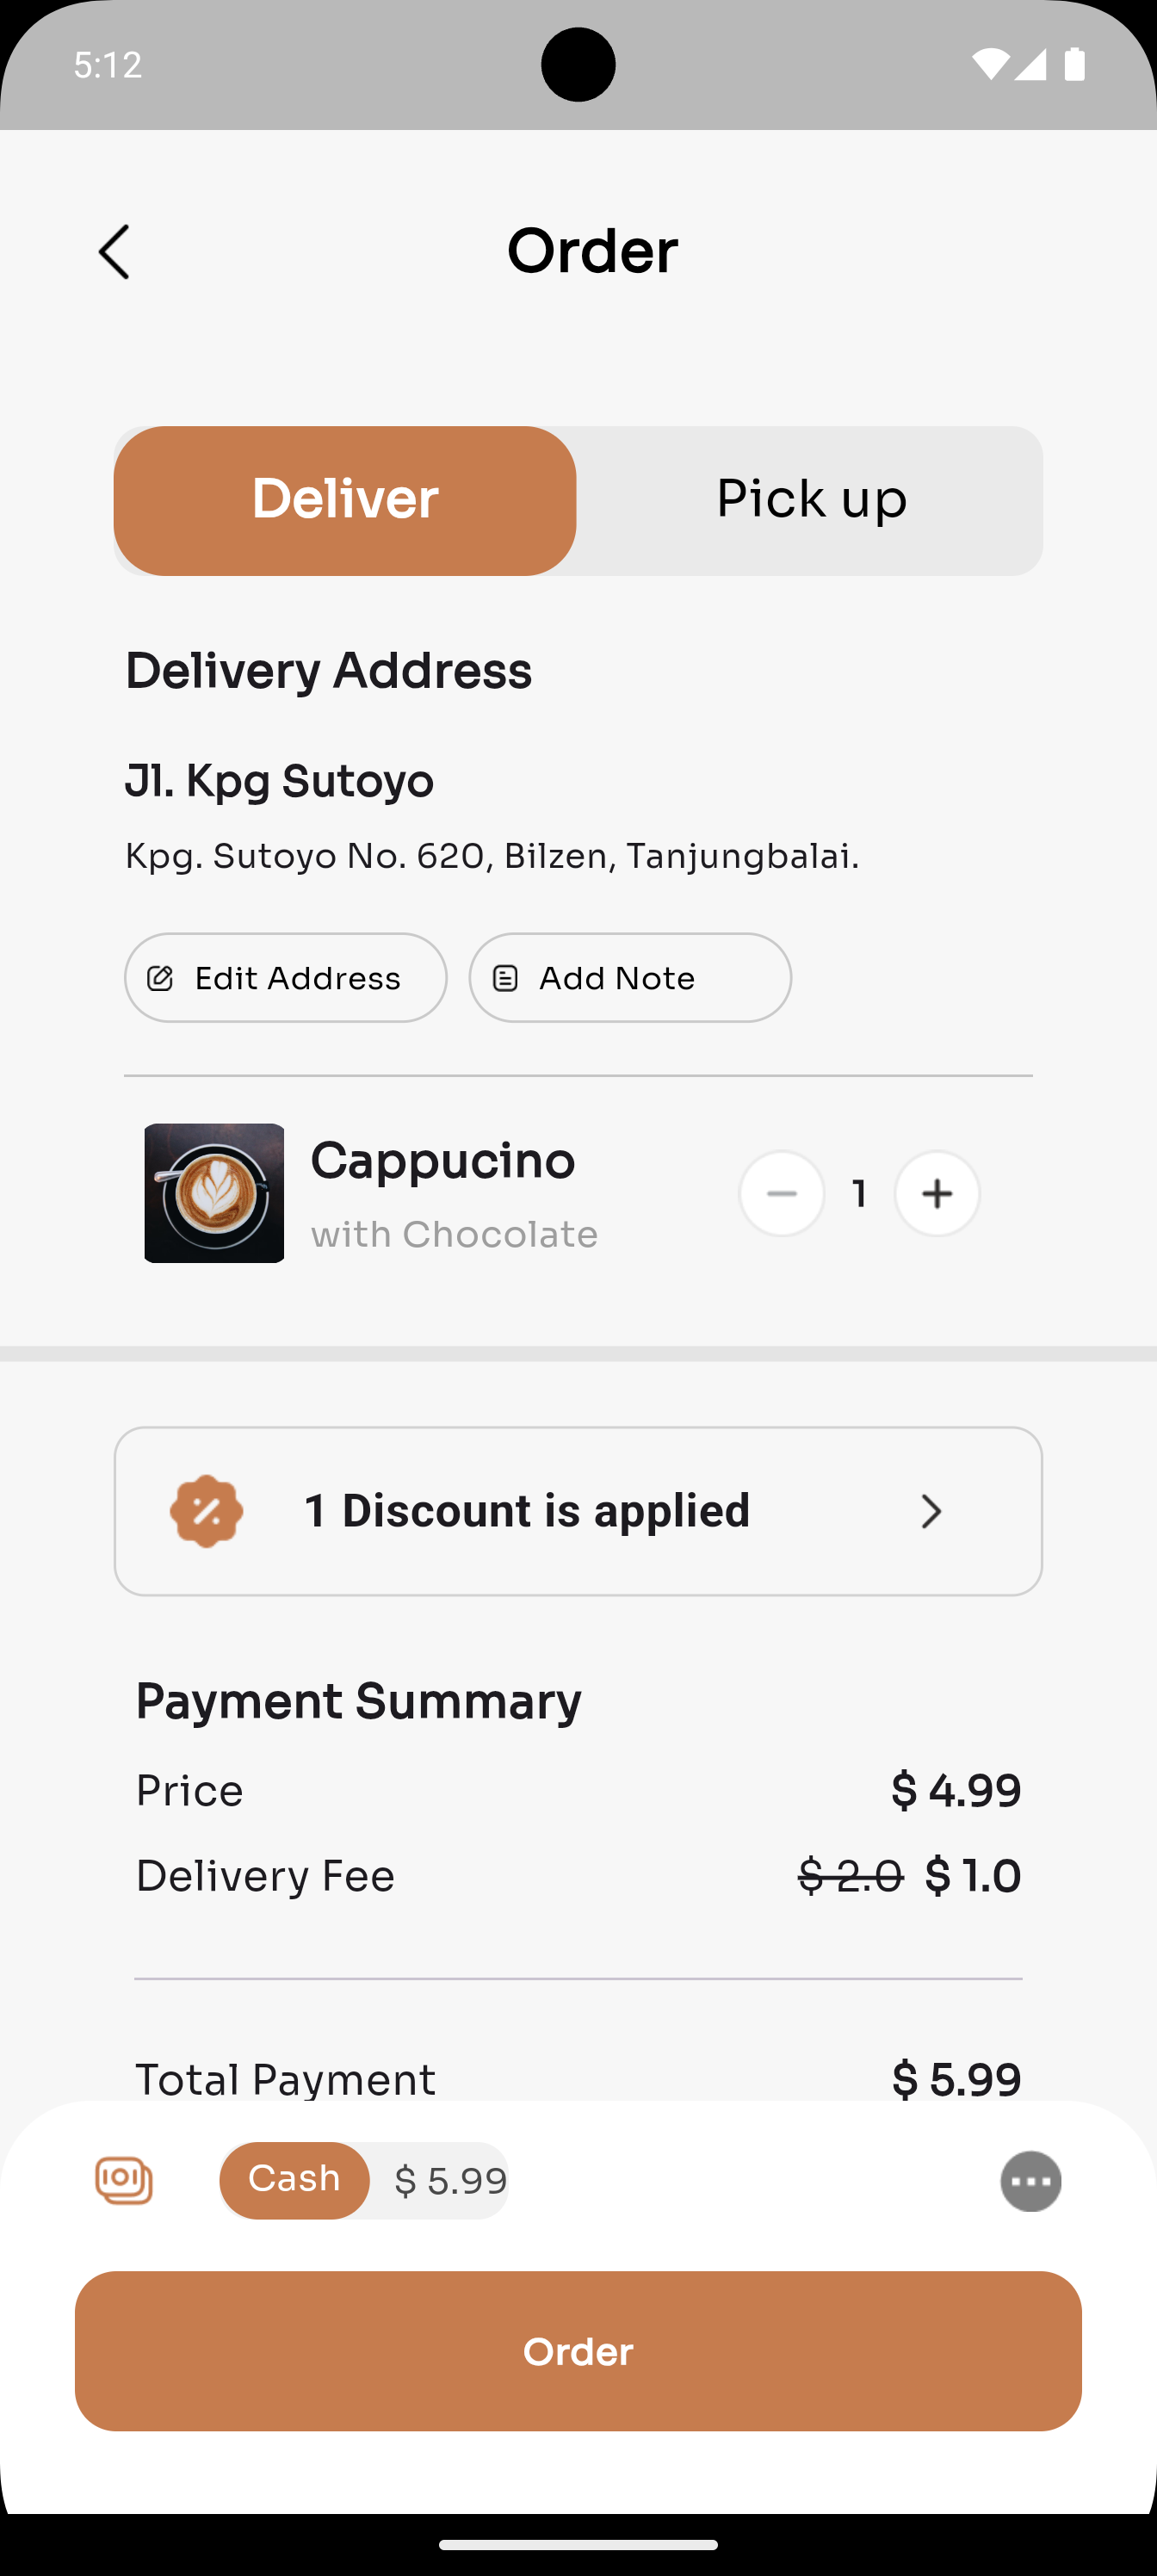 5:12
Order
Deliver
Pick up
Delivery Address
Jl. Kpg Sutoyo
Kpg. Sutoyo No. 620, Bilzen, Tanjungbalai.
Edit Address
Add Note
Cappucino
with Chocolate
1
1 Discount is applied
Payment Summary
Price $ 4.99
Delivery Fee $ 2.0 $ 1.0
Total Payment $ 5.99
Cash $ 5.99
Order